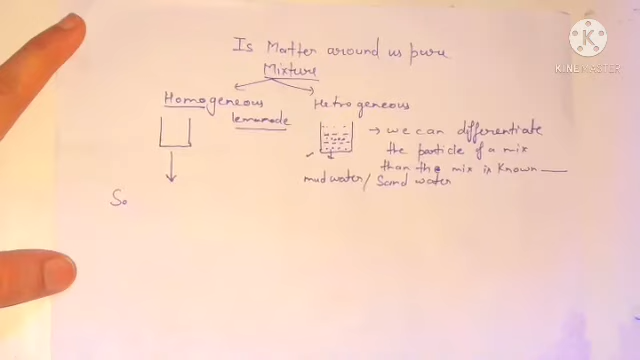 Is Matter around us pure
Mixture
Homogeneous
lemonade
Hetrogeneous
→ we can differentiate
the particle of a mix
than the mix is known —
mud water / Sand water
So
KINEMASTER